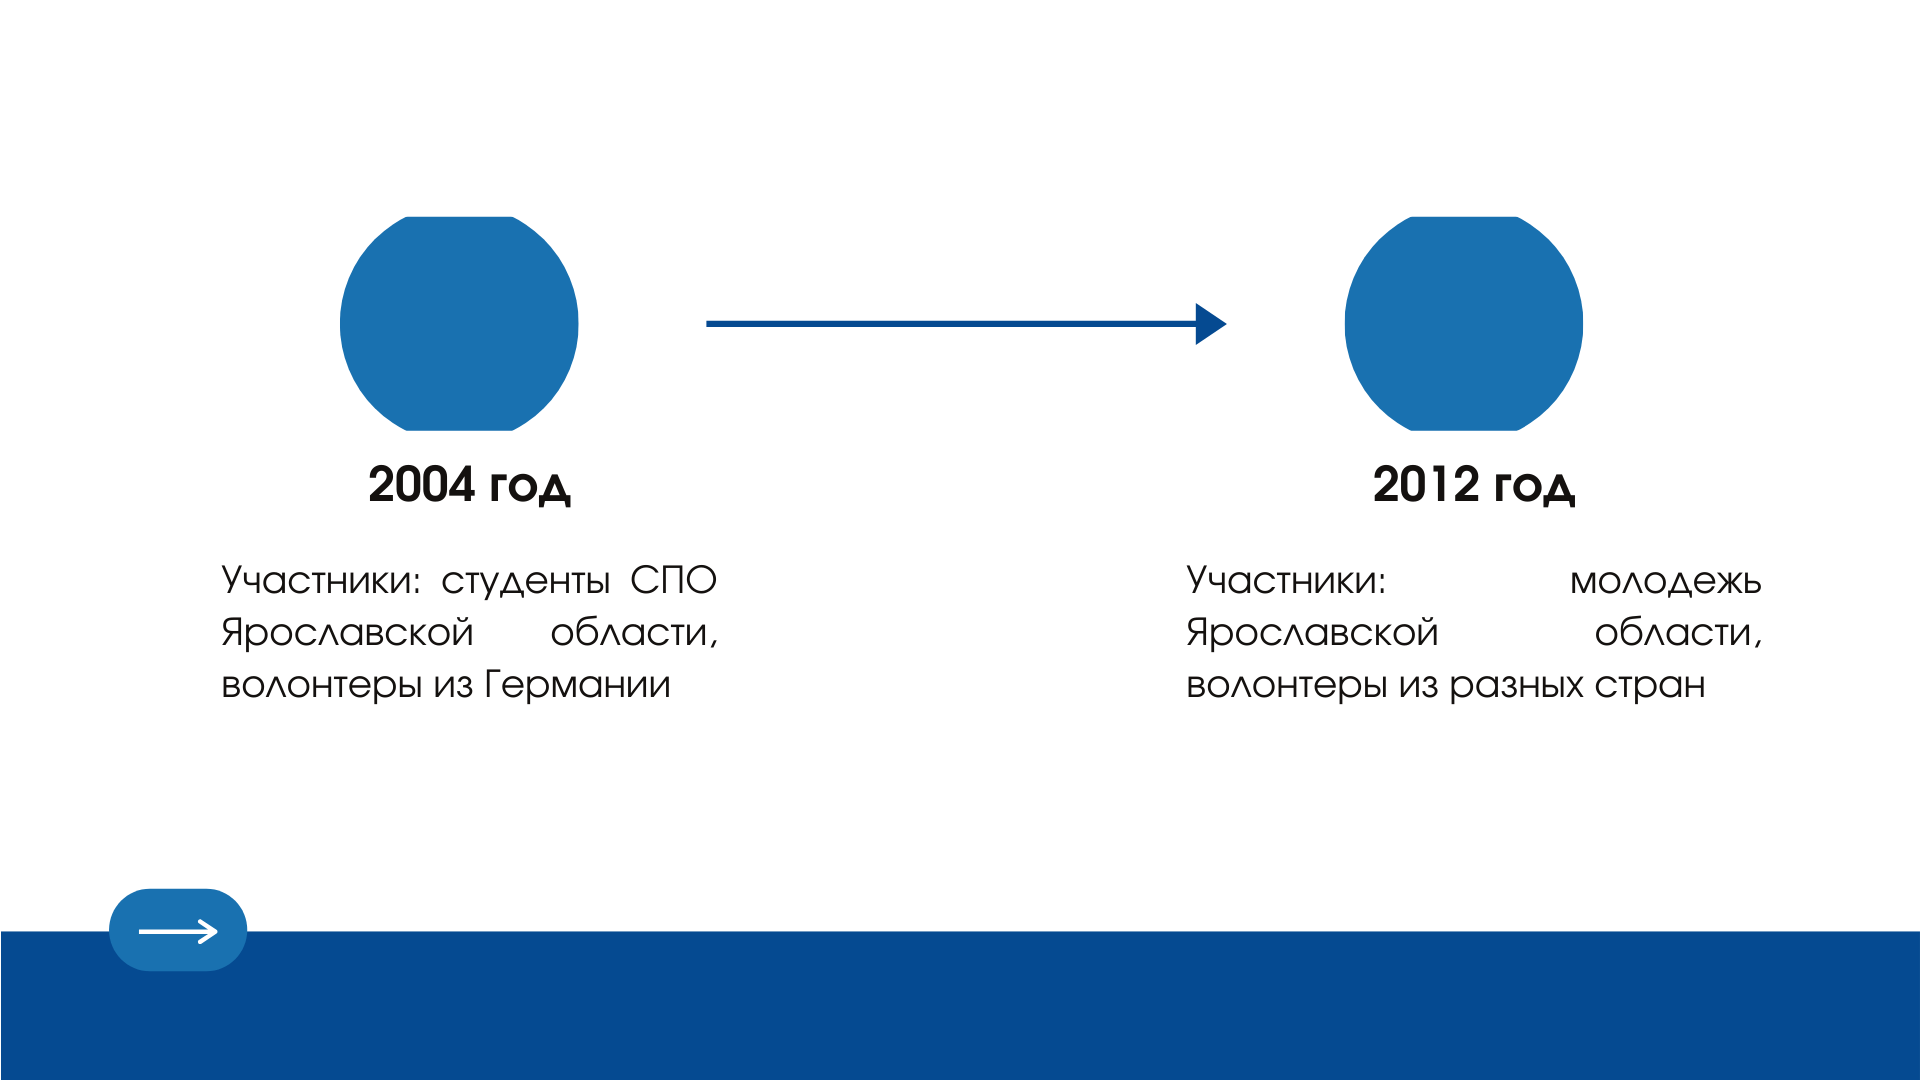 2004 год
Участники: студенты СПО
Ярославской области,
волонтеры из Германии
2012 год
Участники: молодежь
Ярославской области,
волонтеры из разных стран